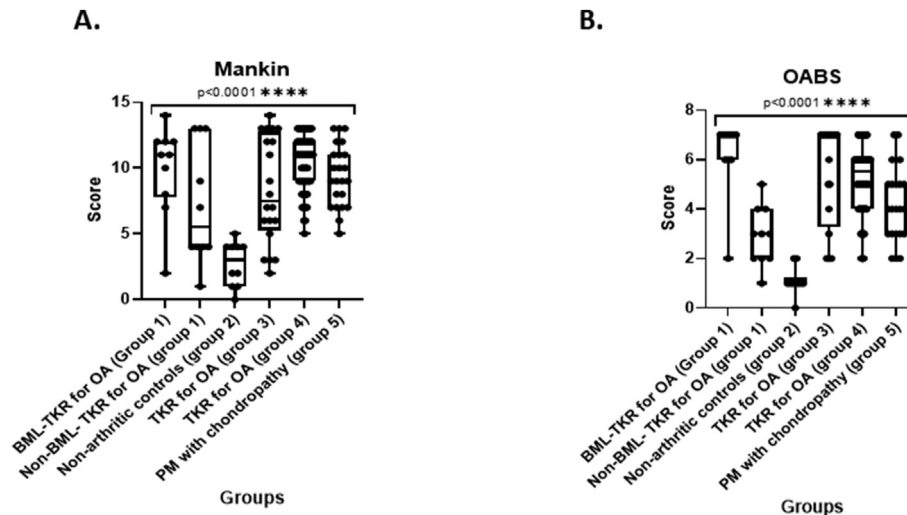 A.
Mankin
p<0.0001 ****
15
10
5
0
Score
BML-TKR for OA (Group 1)
Non-BML- TKR for OA (group 1)
Non-arthritic controls (group 2)
TKR for OA (group 3)
TKR for OA (group 4)
PM with chondropathy (group 5)
Groups
B.
OABS
p<0.0001 ****
8
6
4
2
0
Score
BML-TKR for OA (Group 1)
Non-BML- TKR for OA (group 1)
Non-arthritic controls (group 2)
TKR for OA (group 3)
TKR for OA (group 4)
PM with chondropathy (group 5)
Groups